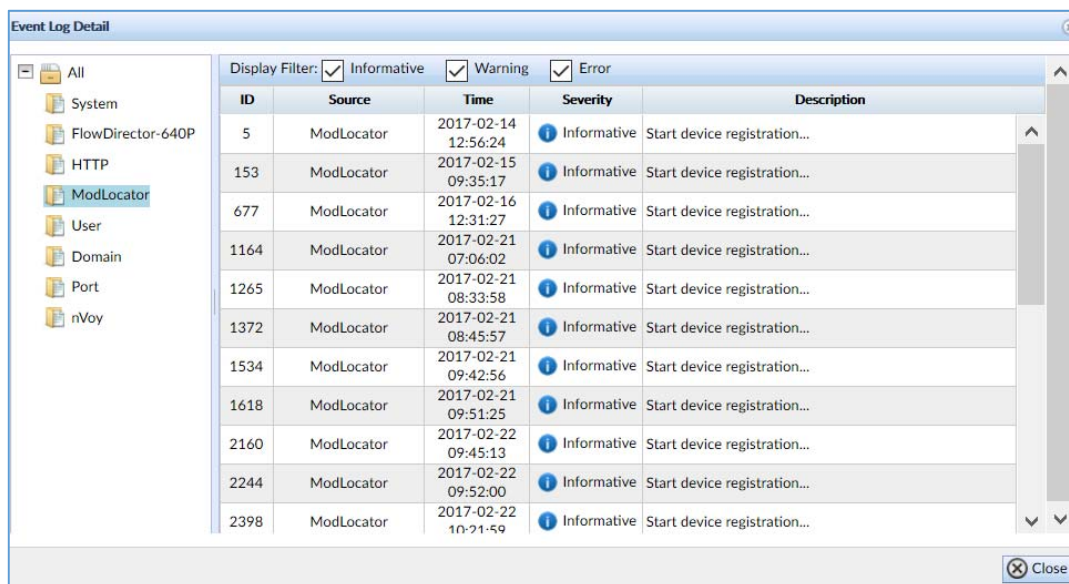 Event Log Detail
All
System
FlowDirector-640P
HTTP
ModLocator
User
Domain
Port
nVoy
Display Filter: Informative Warning Error
ID Source Time Severity Description
5 ModLocator 2017-02-14 12:56:24 Informative Start device registration...
153 ModLocator 2017-02-15 09:35:17 Informative Start device registration...
677 ModLocator 2017-02-16 12:31:27 Informative Start device registration...
1164 ModLocator 2017-02-21 07:06:02 Informative Start device registration...
1265 ModLocator 2017-02-21 08:33:58 Informative Start device registration...
1372 ModLocator 2017-02-21 08:45:57 Informative Start device registration...
1534 ModLocator 2017-02-21 09:42:56 Informative Start device registration...
1618 ModLocator 2017-02-21 09:51:25 Informative Start device registration...
2160 ModLocator 2017-02-22 09:45:13 Informative Start device registration...
2244 ModLocator 2017-02-22 09:52:00 Informative Start device registration...
2398 ModLocator 2017-02-22 10:21:59 Informative Start device registration...
Close